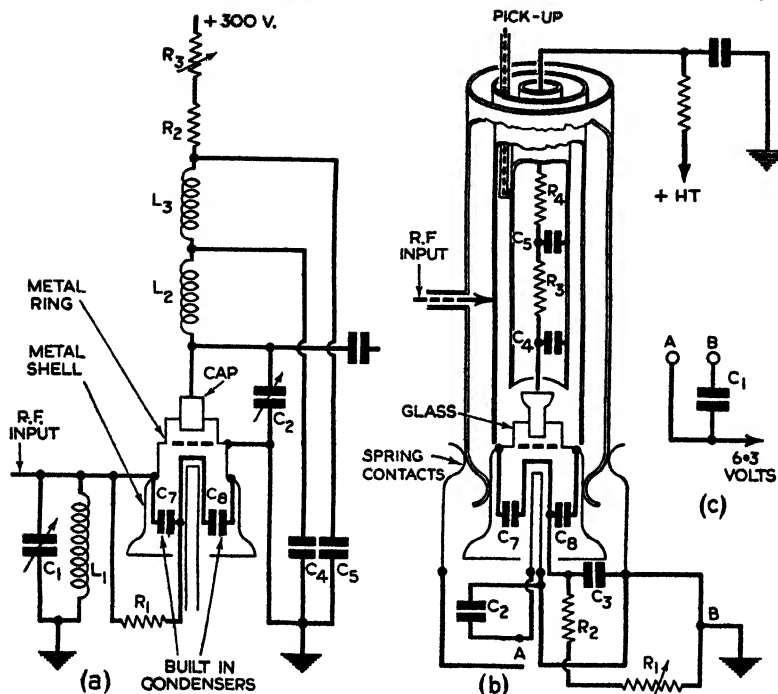 +300 V.
R3
R2
L3
L2
METAL
RING
METAL
SHELL
CAP
R.F.
INPUT
C2
C7
C8
C1
L1
R1
C4
C5
BUILT IN
CONDENSERS
(a)
PICK-UP
+ HT
R4
C5
R.F
INPUT
R3
C4
GLASS
SPRING
CONTACTS
C7
C8
C2
A
C3
R2
R1
B
(b)
A
B
C1
6·3
VOLTS
(c)